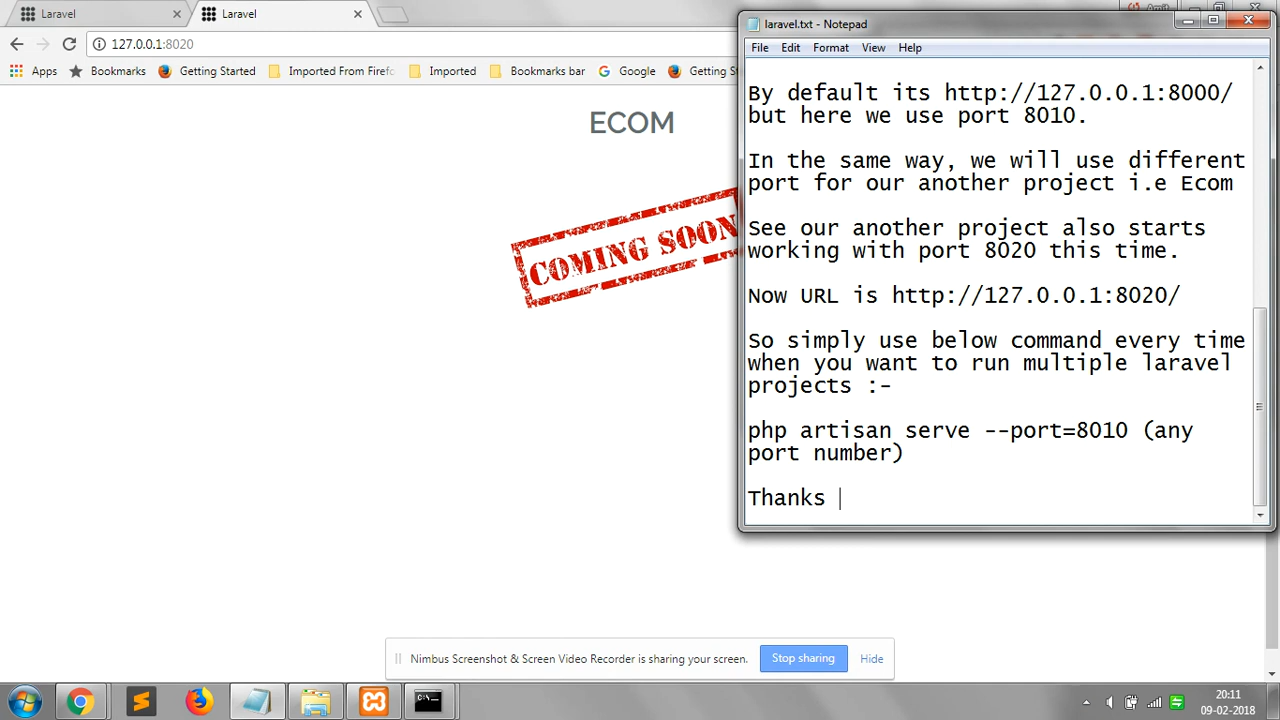 Laravel
Laravel
127.0.0.1:8020
Apps
Bookmarks
Getting Started
Imported From Firefo
Imported
Bookmarks bar
Google
Getting St
ECOM
COMING SOON
laravel.txt - Notepad
File Edit Format View Help
By default its http://127.0.0.1:8000/
but here we use port 8010.
In the same way, we will use different
port for our another project i.e Ecom
See our another project also starts
working with port 8020 this time.
Now URL is http://127.0.0.1:8020/
So simply use below command every time
when you want to run multiple laravel
projects :-
php artisan serve --port=8010 (any
port number)
Thanks
Nimbus Screenshot & Screen Video Recorder is sharing your screen.
Stop sharing
Hide
20:11
09-02-2018